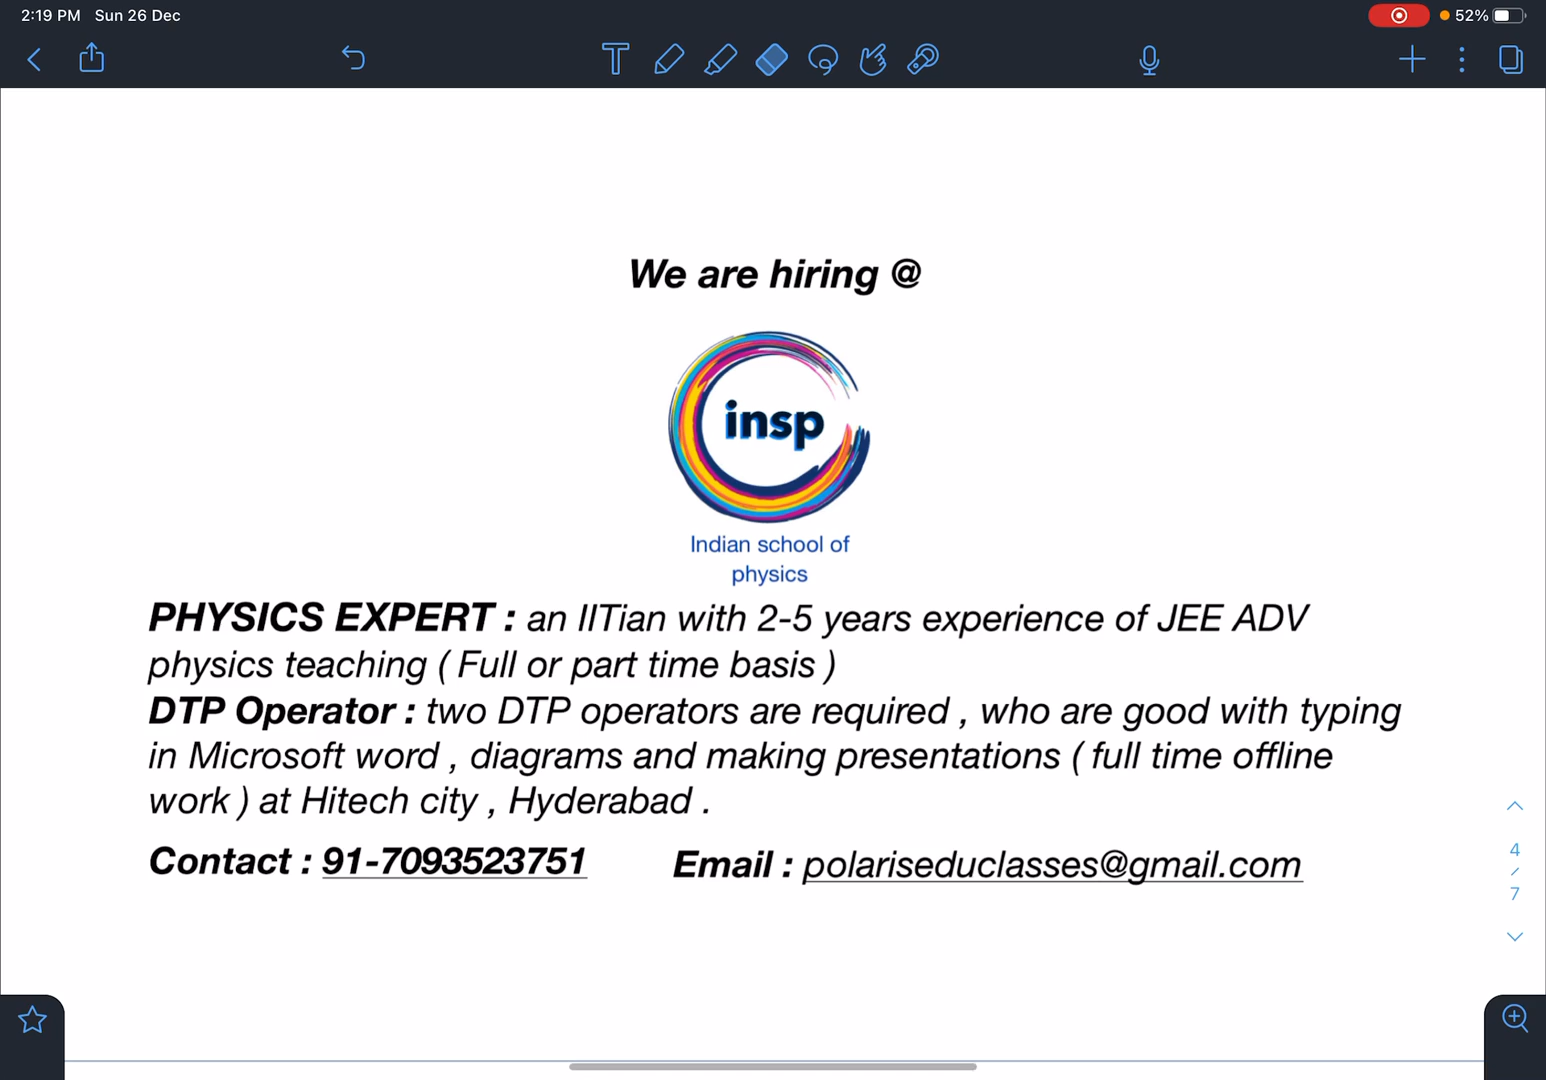 2:19 PM Sun 26 Dec
52%
We are hiring @
insp
Indian school of
physics
PHYSICS EXPERT : an IITian with 2-5 years experience of JEE ADV
physics teaching ( Full or part time basis )
DTP Operator : two DTP operators are required , who are good with typing
in Microsoft word , diagrams and making presentations ( full time offline
work ) at Hitech city , Hyderabad .
Contact : 91-7093523751 Email : polariseduclasses@gmail.com
4
/
7